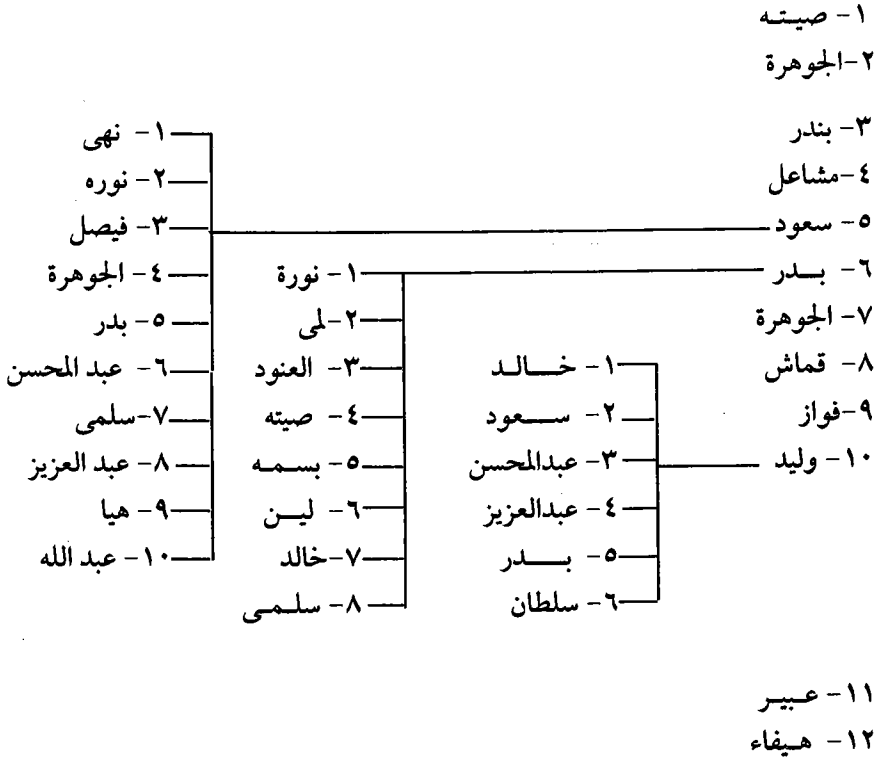 ١- صيته
٢- الجوهرة
٣- بندر
٤- مشاعل
٥- سعود
٦- بدر
٧- الجوهرة
٨- قماش
٩- فواز
١٠- وليد
١- خالد
٢- سعود
٣- عبدالمحسن
٤- عبدالعزيز
٥- بدر
٦- سلطان
١- نورة
٢- لمى
٣- العنود
٤- صيته
٥- بسمه
٦- لين
٧- خالد
٨- سلمى
١- نهى
٢- نوره
٣- فيصل
٤- الجوهرة
٥- بدر
٦- عبد المحسن
٧- سلمى
٨- عبد العزيز
٩- هيا
١٠- عبد الله
١١- عبير
١٢- هيفاء